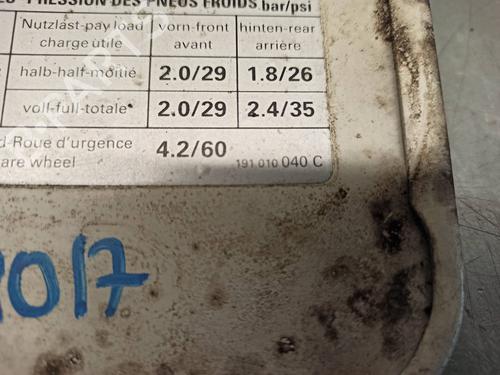 PRESSION DES PNEUS FROIDS bar/psi
Nutzlast-pay load vorn-front hinten-rear
charge utile avant arrière
halb-half-moitié 2.0/29 1.8/26
voll-full-totale* 2.0/29 2.4/35
d-Roue d'urgence 4.2/60
are wheel 191 010 040 C
017